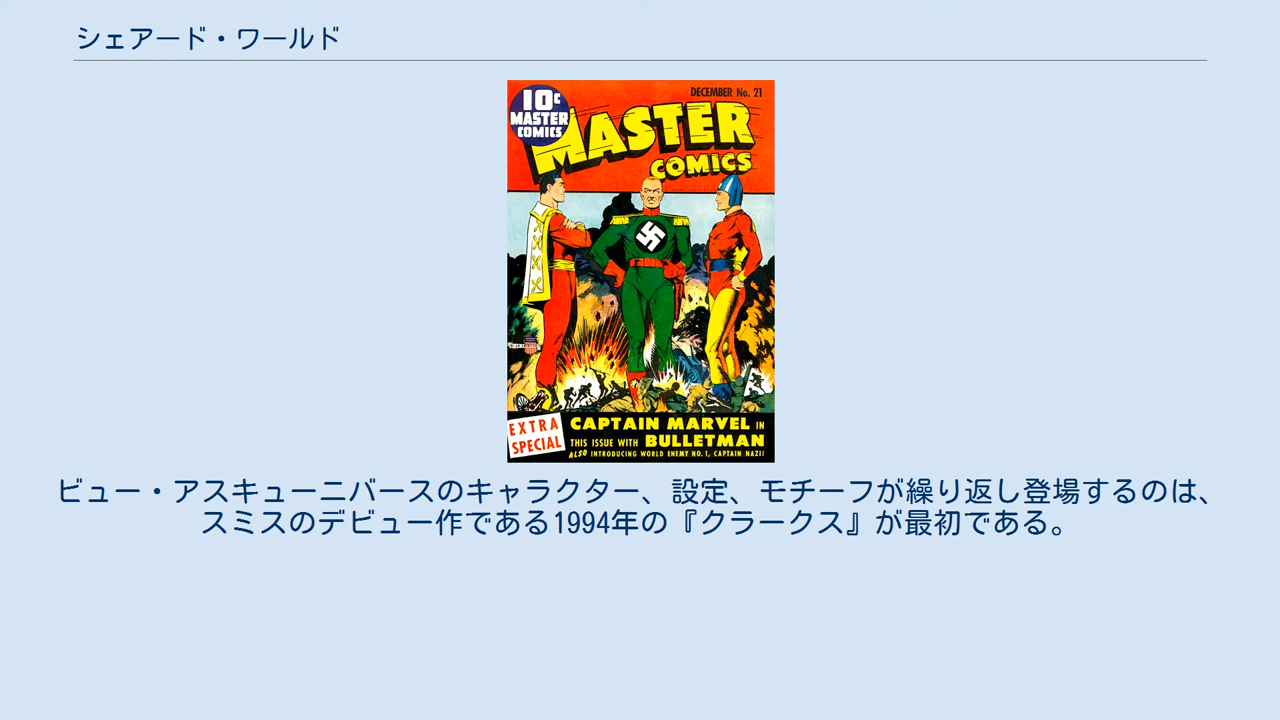 シェアード・ワールド
DECEMBER No. 21
10¢
MASTER
COMICS
MASTER
COMICS
EXTRA
SPECIAL
CAPTAIN MARVEL IN
THIS ISSUE WITH BULLETMAN
ALSO INTRODUCING WORLD ENEMY NO. 1, CAPTAIN NAZI!
ビュー・アスキューニバースのキャラクター、設定、モチーフが繰り返し登場するのは、
スミスのデビュー作である1994年の『クラークス』が最初である。